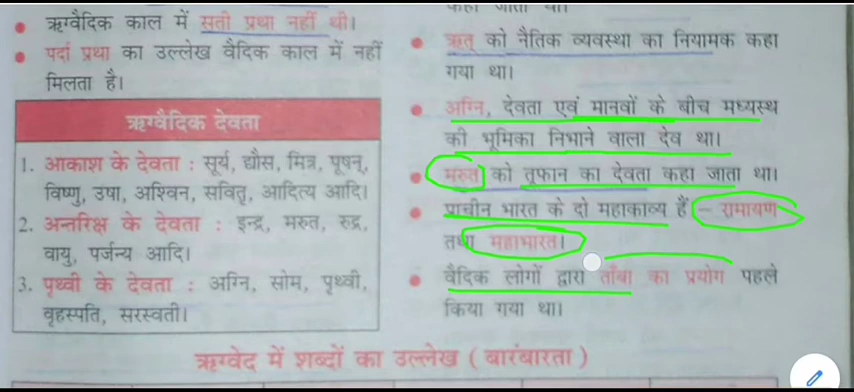 ऋग्वैदिक काल में सती प्रथा नहीं थी।
पर्दा प्रथा का उल्लेख वैदिक काल में नहीं
मिलता है।
ऋग्वैदिक देवता
1. आकाश के देवता : सूर्य, द्यौस, मित्र, पूषन्,
विष्णु, उषा, अश्विन, सवितृ, आदित्य आदि।
2. अन्तरिक्ष के देवता : इन्द्र, मरुत, रुद्र,
वायु, पर्जन्य आदि।
3. पृथ्वी के देवता : अग्नि, सोम, पृथ्वी,
वृहस्पति, सरस्वती।
कहा जाता था।
ऋत् को नैतिक व्यवस्था का नियामक कहा
गया था।
अग्नि, देवता एवं मानवों के बीच मध्यस्थ
की भूमिका निभाने वाला देव था।
मरुत को तूफान का देवता कहा जाता था।
प्राचीन भारत के दो महाकाव्य हैं – रामायण
तथा महाभारत।
वैदिक लोगों द्वारा ताँबा का प्रयोग पहले
किया गया था।
ऋग्वेद में शब्दों का उल्लेख (बारंबारता)